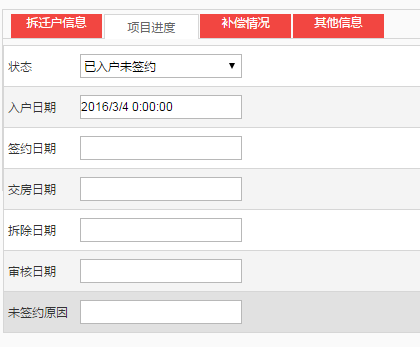 拆迁户信息 项目进度 补偿情况 其他信息
状态 已入户未签约
入户日期 2016/3/4 0:00:00
签约日期
交房日期
拆除日期
审核日期
未签约原因